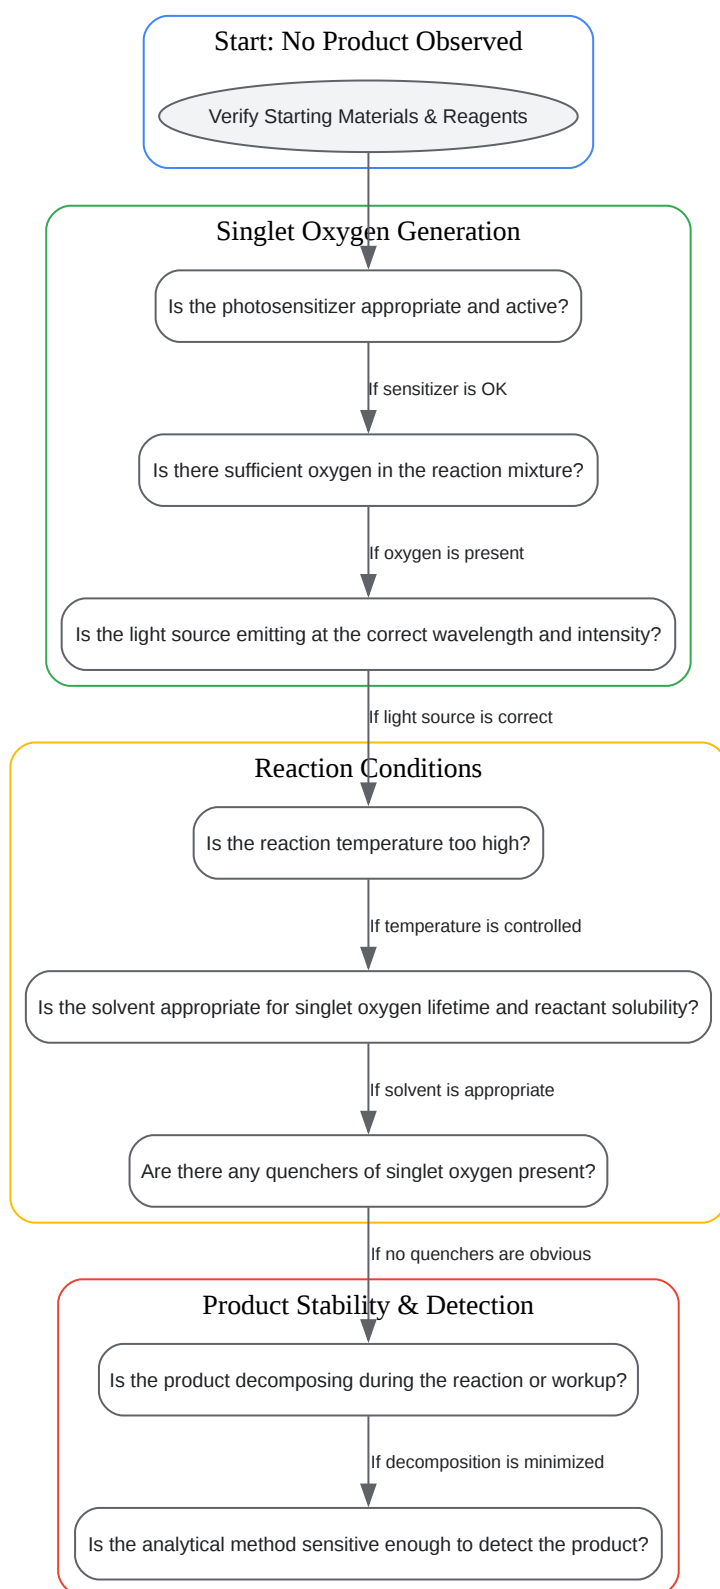 Start: No Product Observed
Verify Starting Materials & Reagents
Singlet Oxygen Generation
Is the photosensitizer appropriate and active?
If sensitizer is OK
Is there sufficient oxygen in the reaction mixture?
If oxygen is present
Is the light source emitting at the correct wavelength and intensity?
If light source is correct
Reaction Conditions
Is the reaction temperature too high?
If temperature is controlled
Is the solvent appropriate for singlet oxygen lifetime and reactant solubility?
If solvent is appropriate
Are there any quenchers of singlet oxygen present?
If no quenchers are obvious
Product Stability & Detection
Is the product decomposing during the reaction or workup?
If decomposition is minimized
Is the analytical method sensitive enough to detect the product?